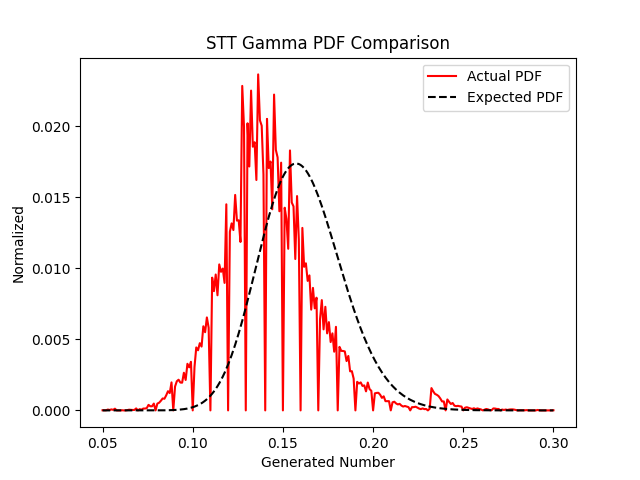 STT Gamma PDF Comparison
Actual PDF
Expected PDF
Normalized
0.020
0.015
0.010
0.005
0.000
0.05 0.10 0.15 0.20 0.25 0.30
Generated Number